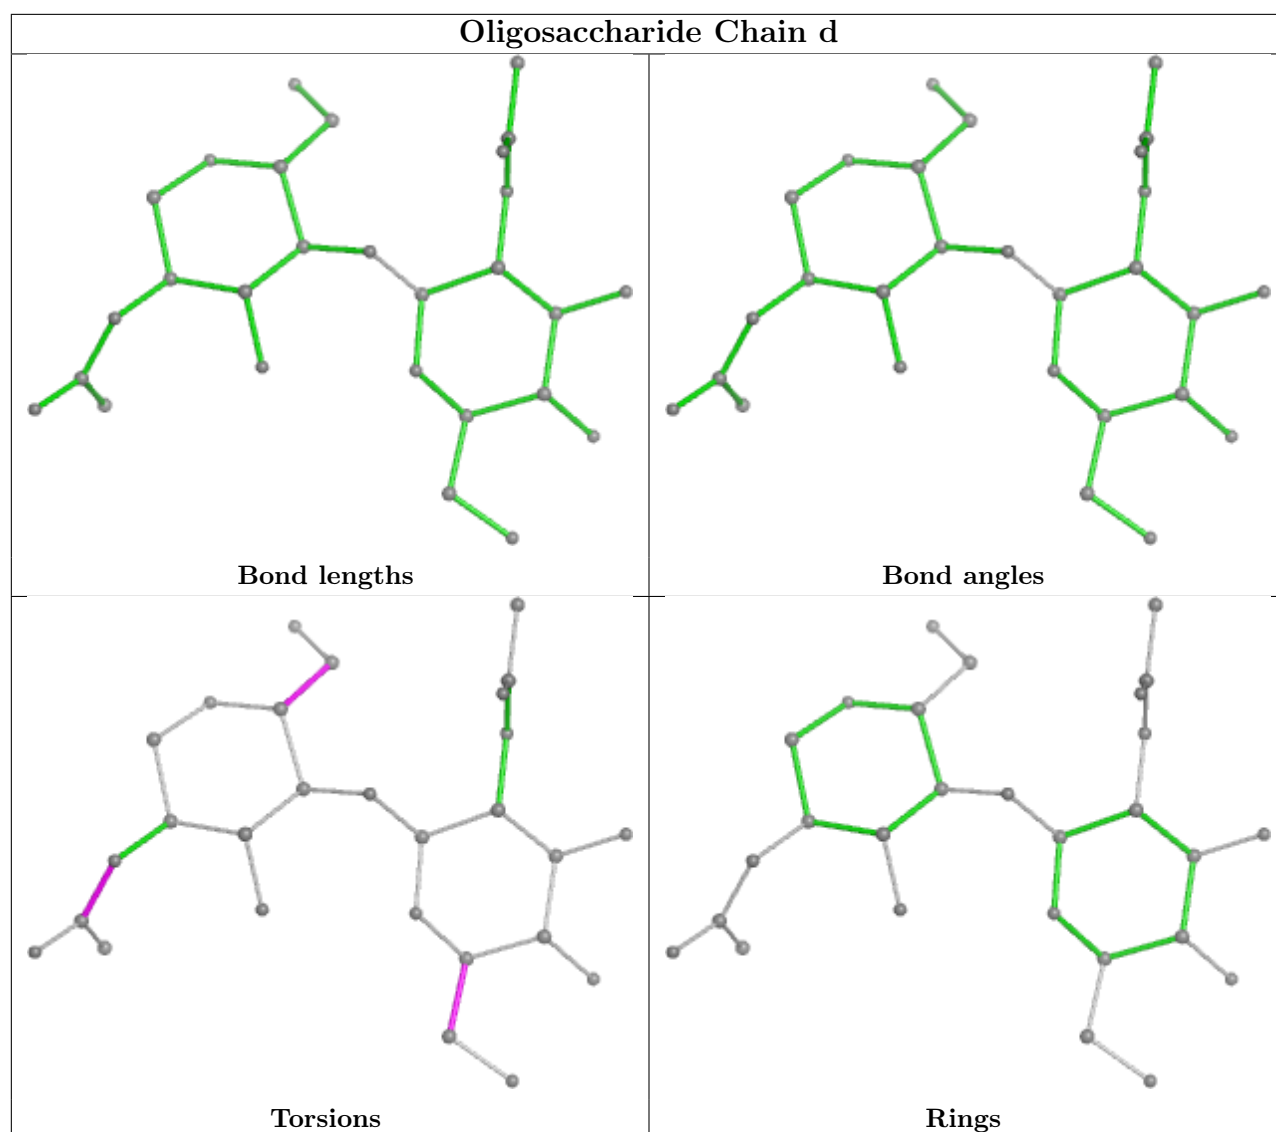 Oligosaccharide Chain d
Bond lengths
Bond angles
Torsions
Rings